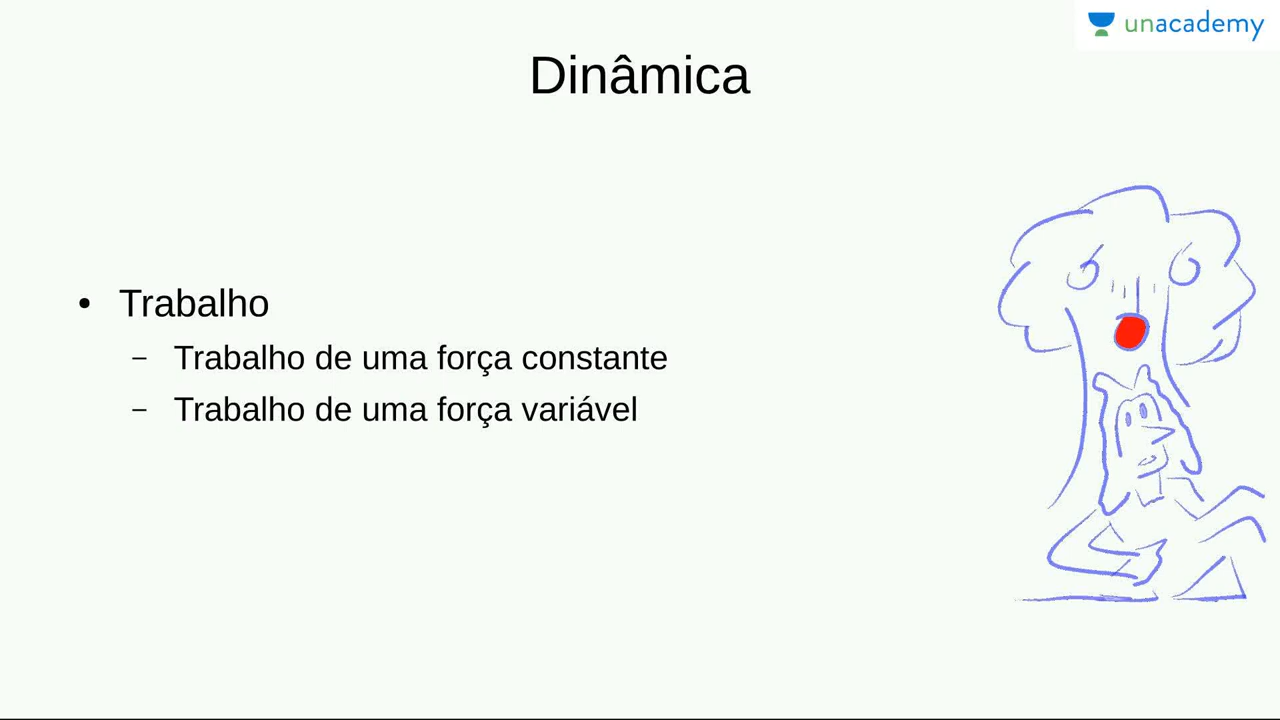 unacademy
Dinâmica
• Trabalho
– Trabalho de uma força constante
– Trabalho de uma força variável